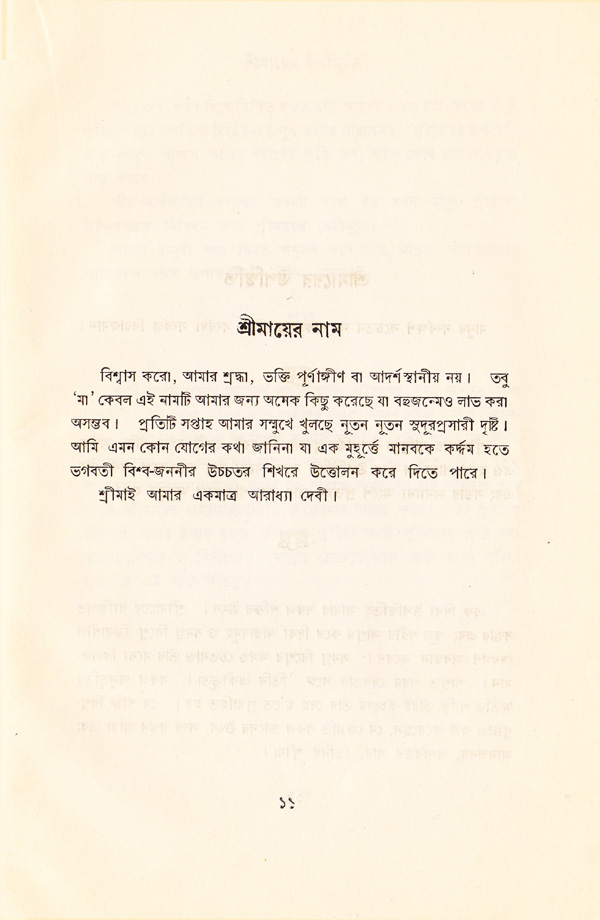 শ্রীমায়ের নাম
বিশ্বাস করো, আমার শ্রদ্ধা, ভক্তি পূর্ণাঙ্গীণ বা আদর্শস্থানীয় নয়। তবু
‘মা’ কেবল এই নামটি আমার জন্য অনেক কিছু করেছে যা বহুজন্মেও লাভ করা
অসম্ভব। প্রতিটি সপ্তাহ আমার সম্মুখে খুলছে নূতন নূতন সুদূরপ্রসারী দৃষ্টি।
আমি এমন কোন যোগের কথা জানিনা যা এক মুহূর্ত্তে মানবকে কর্দ্দম হতে
ভগবতী বিশ্ব-জননীর উচ্চতর শিখরে উত্তোলন করে দিতে পারে।
শ্রীমাই আমার একমাত্র আরাধ্যা দেবী।
১১